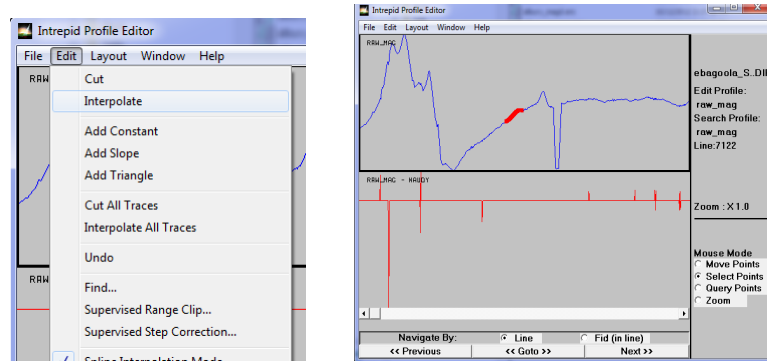 Intrepid Profile Editor
File Edit Layout Window Help
RAW
Cut
Interpolate
Add Constant
Add Slope
Add Triangle
Cut All Traces
Interpolate All Traces
Undo
RAW
Find...
Supervised Range Clip...
Supervised Step Correction...
Spline Interpolation Mode
Intrepid Profile Editor
File Edit Layout Window Help
RAW_MAG
ebagoola_S..DIR
Edit Profile:
raw_mag
Search Profile:
raw_mag
Line:7122
RAW_MAG - NAUDY
Zoom : X 1.0
Mouse Mode
Move Points
Select Points
Query Points
Zoom
Navigate By: Line Fid (in line)
<< Previous << Goto >> Next >>